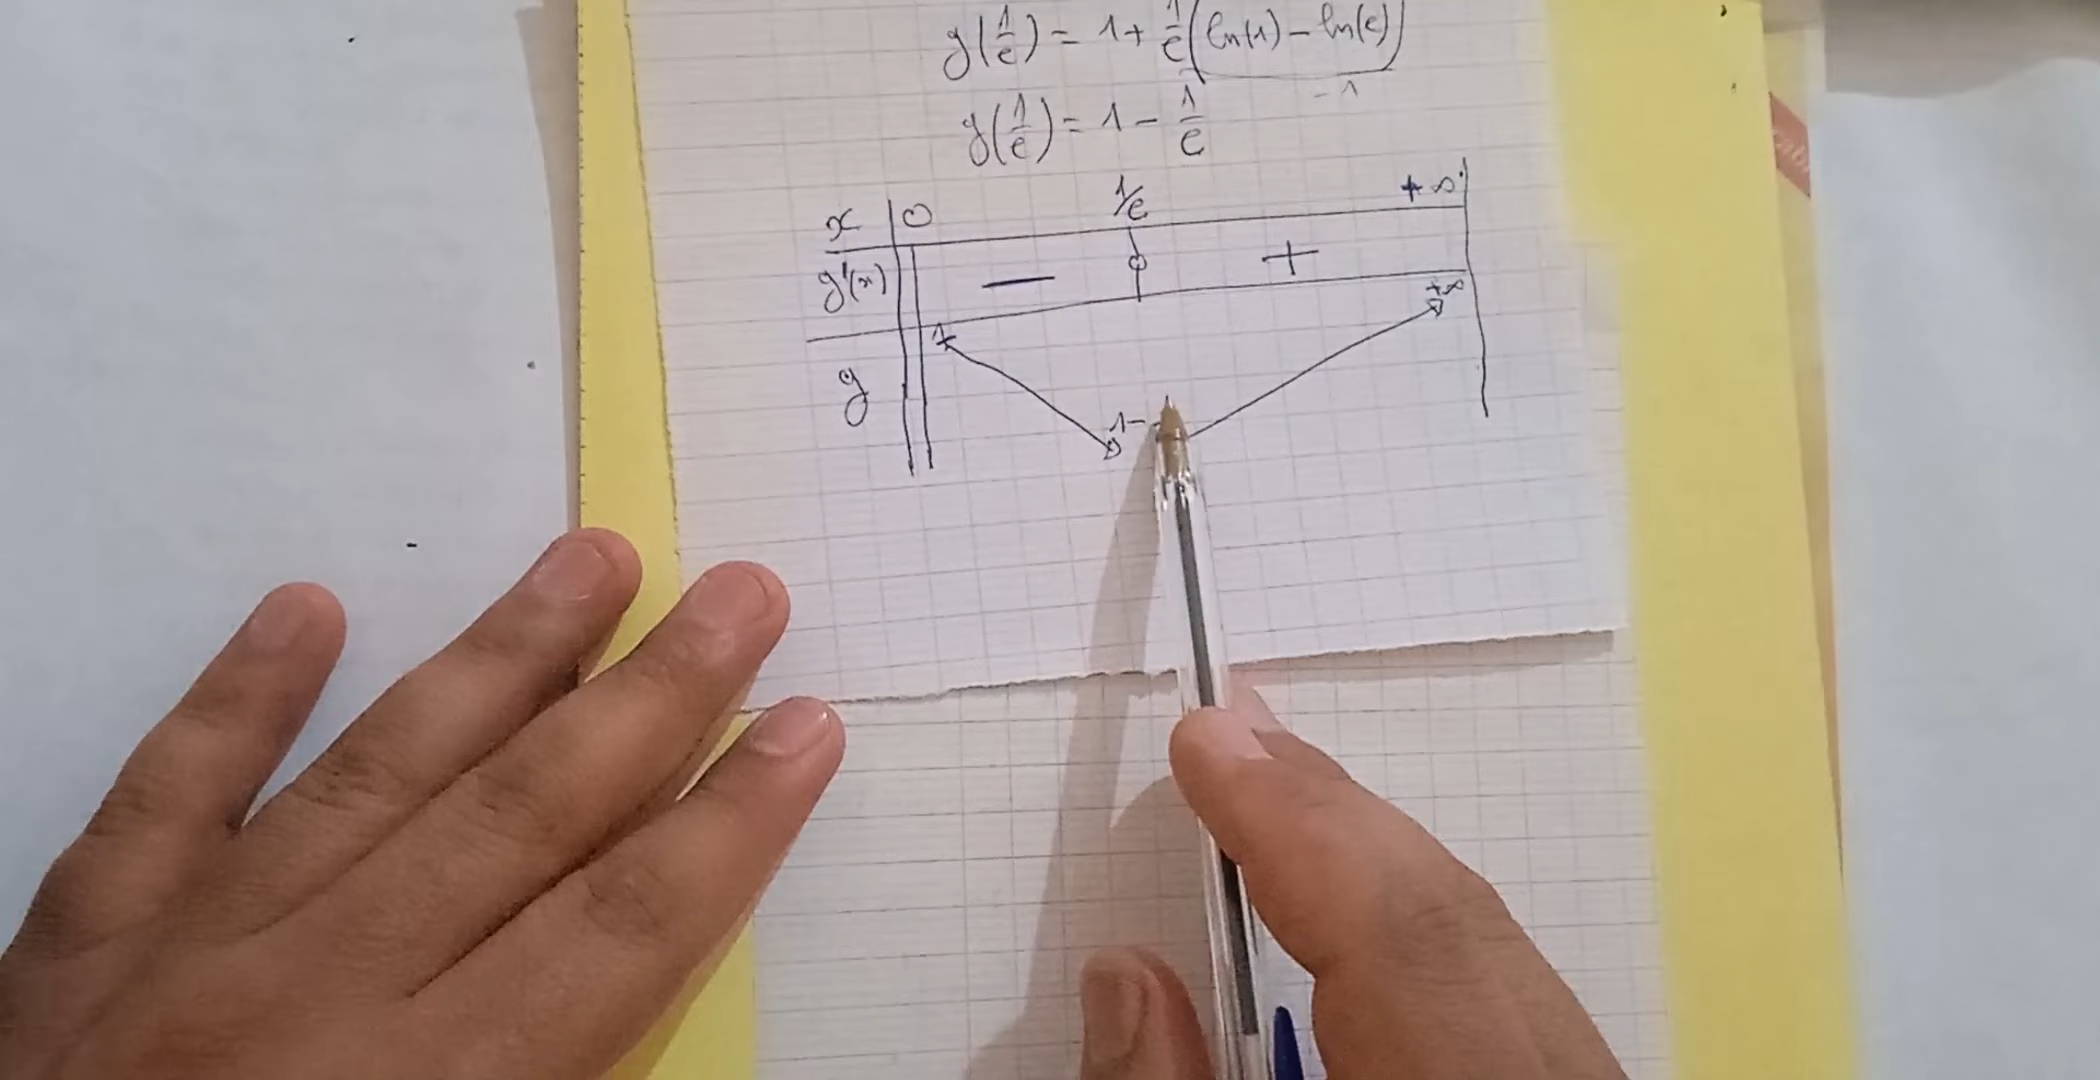 g(1/e) = 1 + 1/e (ln(1) - ln(e))
-1
g(1/e) = 1 - 1/e
x 0 1/e +∞
g'(x) - 0 +
1 +∞
g 1 -